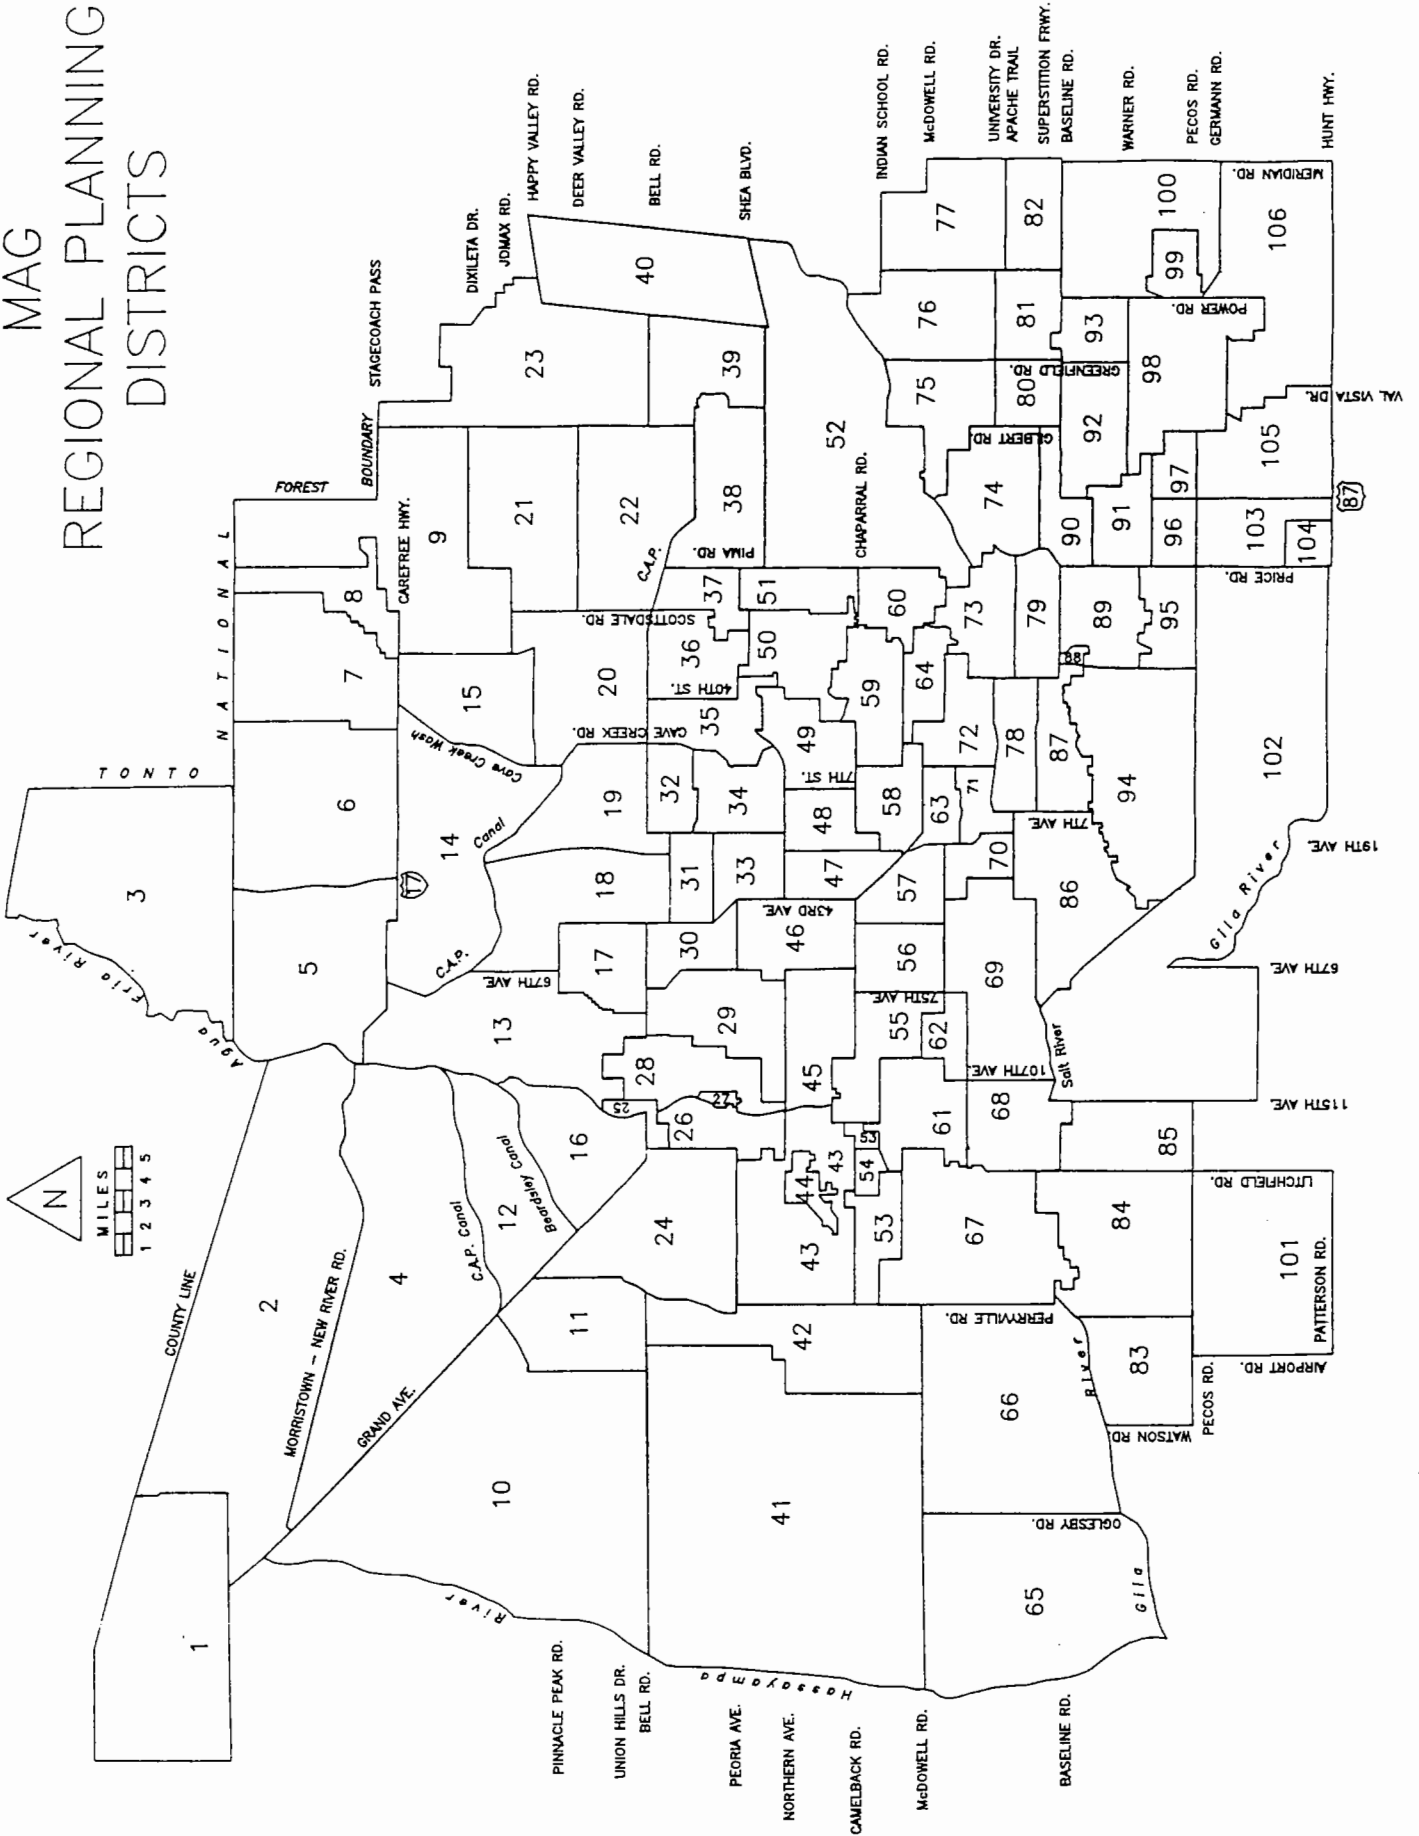 MAG
REGIONAL PLANNING
DISTRICTS
N
MILES
1 2 3 4 5
COUNTY LINE
MORRISTOWN - NEW RIVER RD.
GRAND AVE.
C.A.P. Canal
Beardsley Canal
Agua Fria River
TONTO
NATIONAL
FOREST
BOUNDARY
STAGECOACH PASS
CAREFREE HWY.
DIXILETA DR.
JOMAX RD.
HAPPY VALLEY RD.
DEER VALLEY RD.
BELL RD.
SHEA BLVD.
INDIAN SCHOOL RD.
McDOWELL RD.
UNIVERSITY DR.
APACHE TRAIL
SUPERSTITION FRWY.
BASELINE RD.
WARNER RD.
PECOS RD.
GERMANN RD.
HUNT HWY.
PINNACLE PEAK RD.
UNION HILLS DR.
BELL RD.
PEORIA AVE.
NORTHERN AVE.
CAMELBACK RD.
McDOWELL RD.
BASELINE RD.
PECOS RD.
PATTERSON RD.
CHAPARRAL RD.
C.A.P.
C.A.P.
Canal
Cave Creek Wash
CAVE CREEK RD.
SCOTTSDALE RD.
PIMA RD.
40TH ST.
7TH ST.
7TH AVE.
43RD AVE.
67TH AVE.
75TH AVE.
107TH AVE.
GILBERT RD.
GREENFIELD RD.
POWER RD.
MERIDIAN RD.
VAL VISTA DR.
PRICE RD.
19TH AVE.
67TH AVE.
115TH AVE.
LITCHFIELD RD.
AIRPORT RD.
WATSON RD.
PERRYVILLE RD.
OGLESBY RD.
Hassayampa
River
Gila
River
Salt River
Gila River
17
87
1
2
3
4
5
6
7
8
9
10
11
12
13
14
15
16
17
18
19
20
21
22
23
24
25
26
27
28
29
30
31
32
33
34
35
36
37
38
39
40
41
42
43
43
44
45
46
47
48
49
50
51
52
53
53
54
55
56
57
58
59
60
61
62
63
64
65
66
67
68
69
70
71
72
73
74
75
76
77
78
79
80
81
82
83
84
85
86
87
88
89
90
91
92
93
94
95
96
97
98
99
100
101
102
103
104
105
106